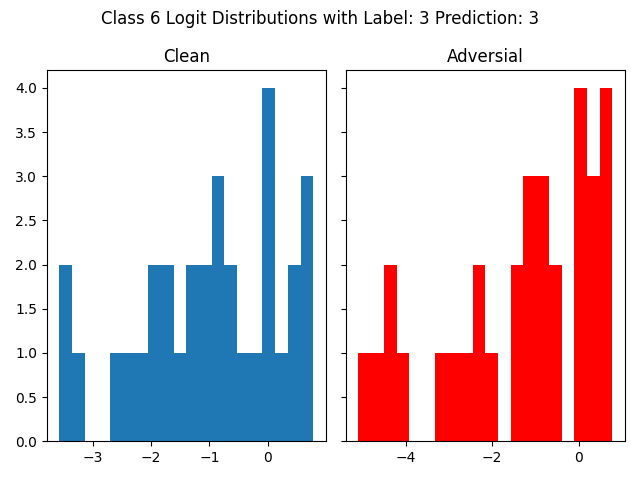 Class 6 Logit Distributions with Label: 3 Prediction: 3
Clean
Adversial
4.0
3.5
3.0
2.5
2.0
1.5
1.0
0.5
0.0
−3 −2 −1 0
−4 −2 0